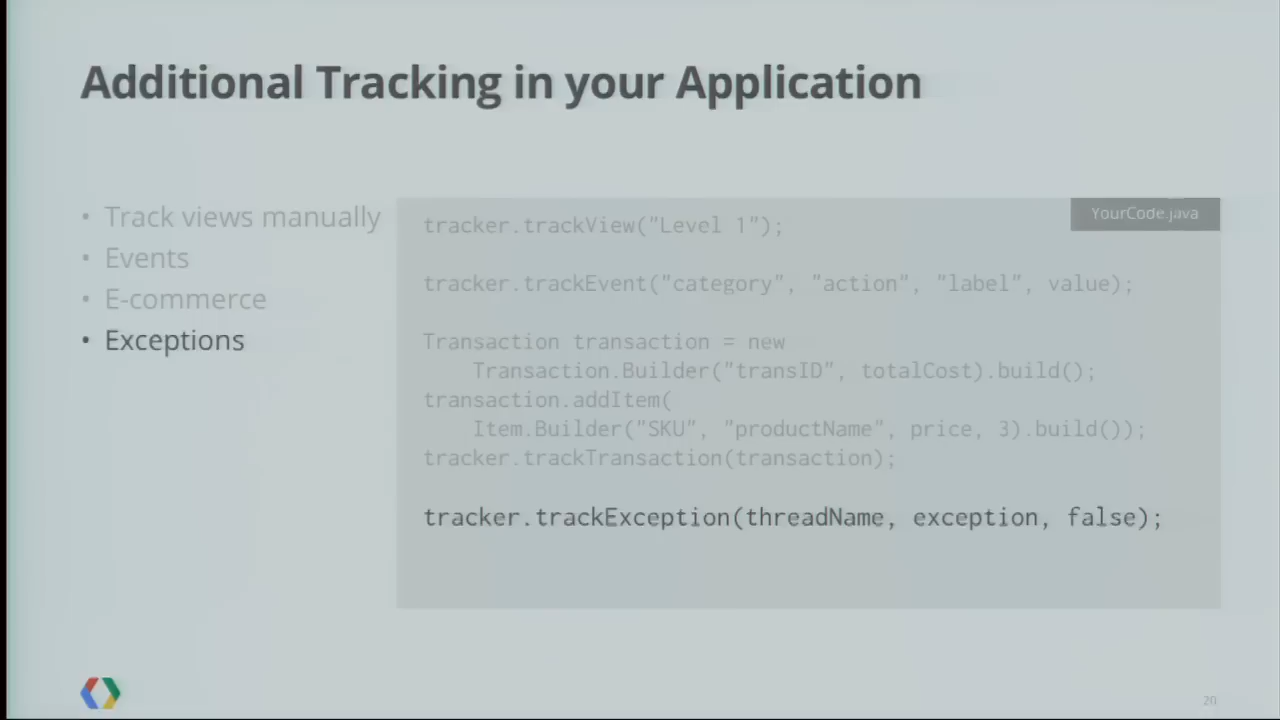 Additional Tracking in your Application
• Track views manually
• Events
• E-commerce
• Exceptions
YourCode.java
tracker.trackView("Level 1");
tracker.trackEvent("category", "action", "label", value);
Transaction transaction = new
Transaction.Builder("transID", totalCost).build();
transaction.addItem(
Item.Builder("SKU", "productName", price, 3).build());
tracker.trackTransaction(transaction);
tracker.trackException(threadName, exception, false);
20